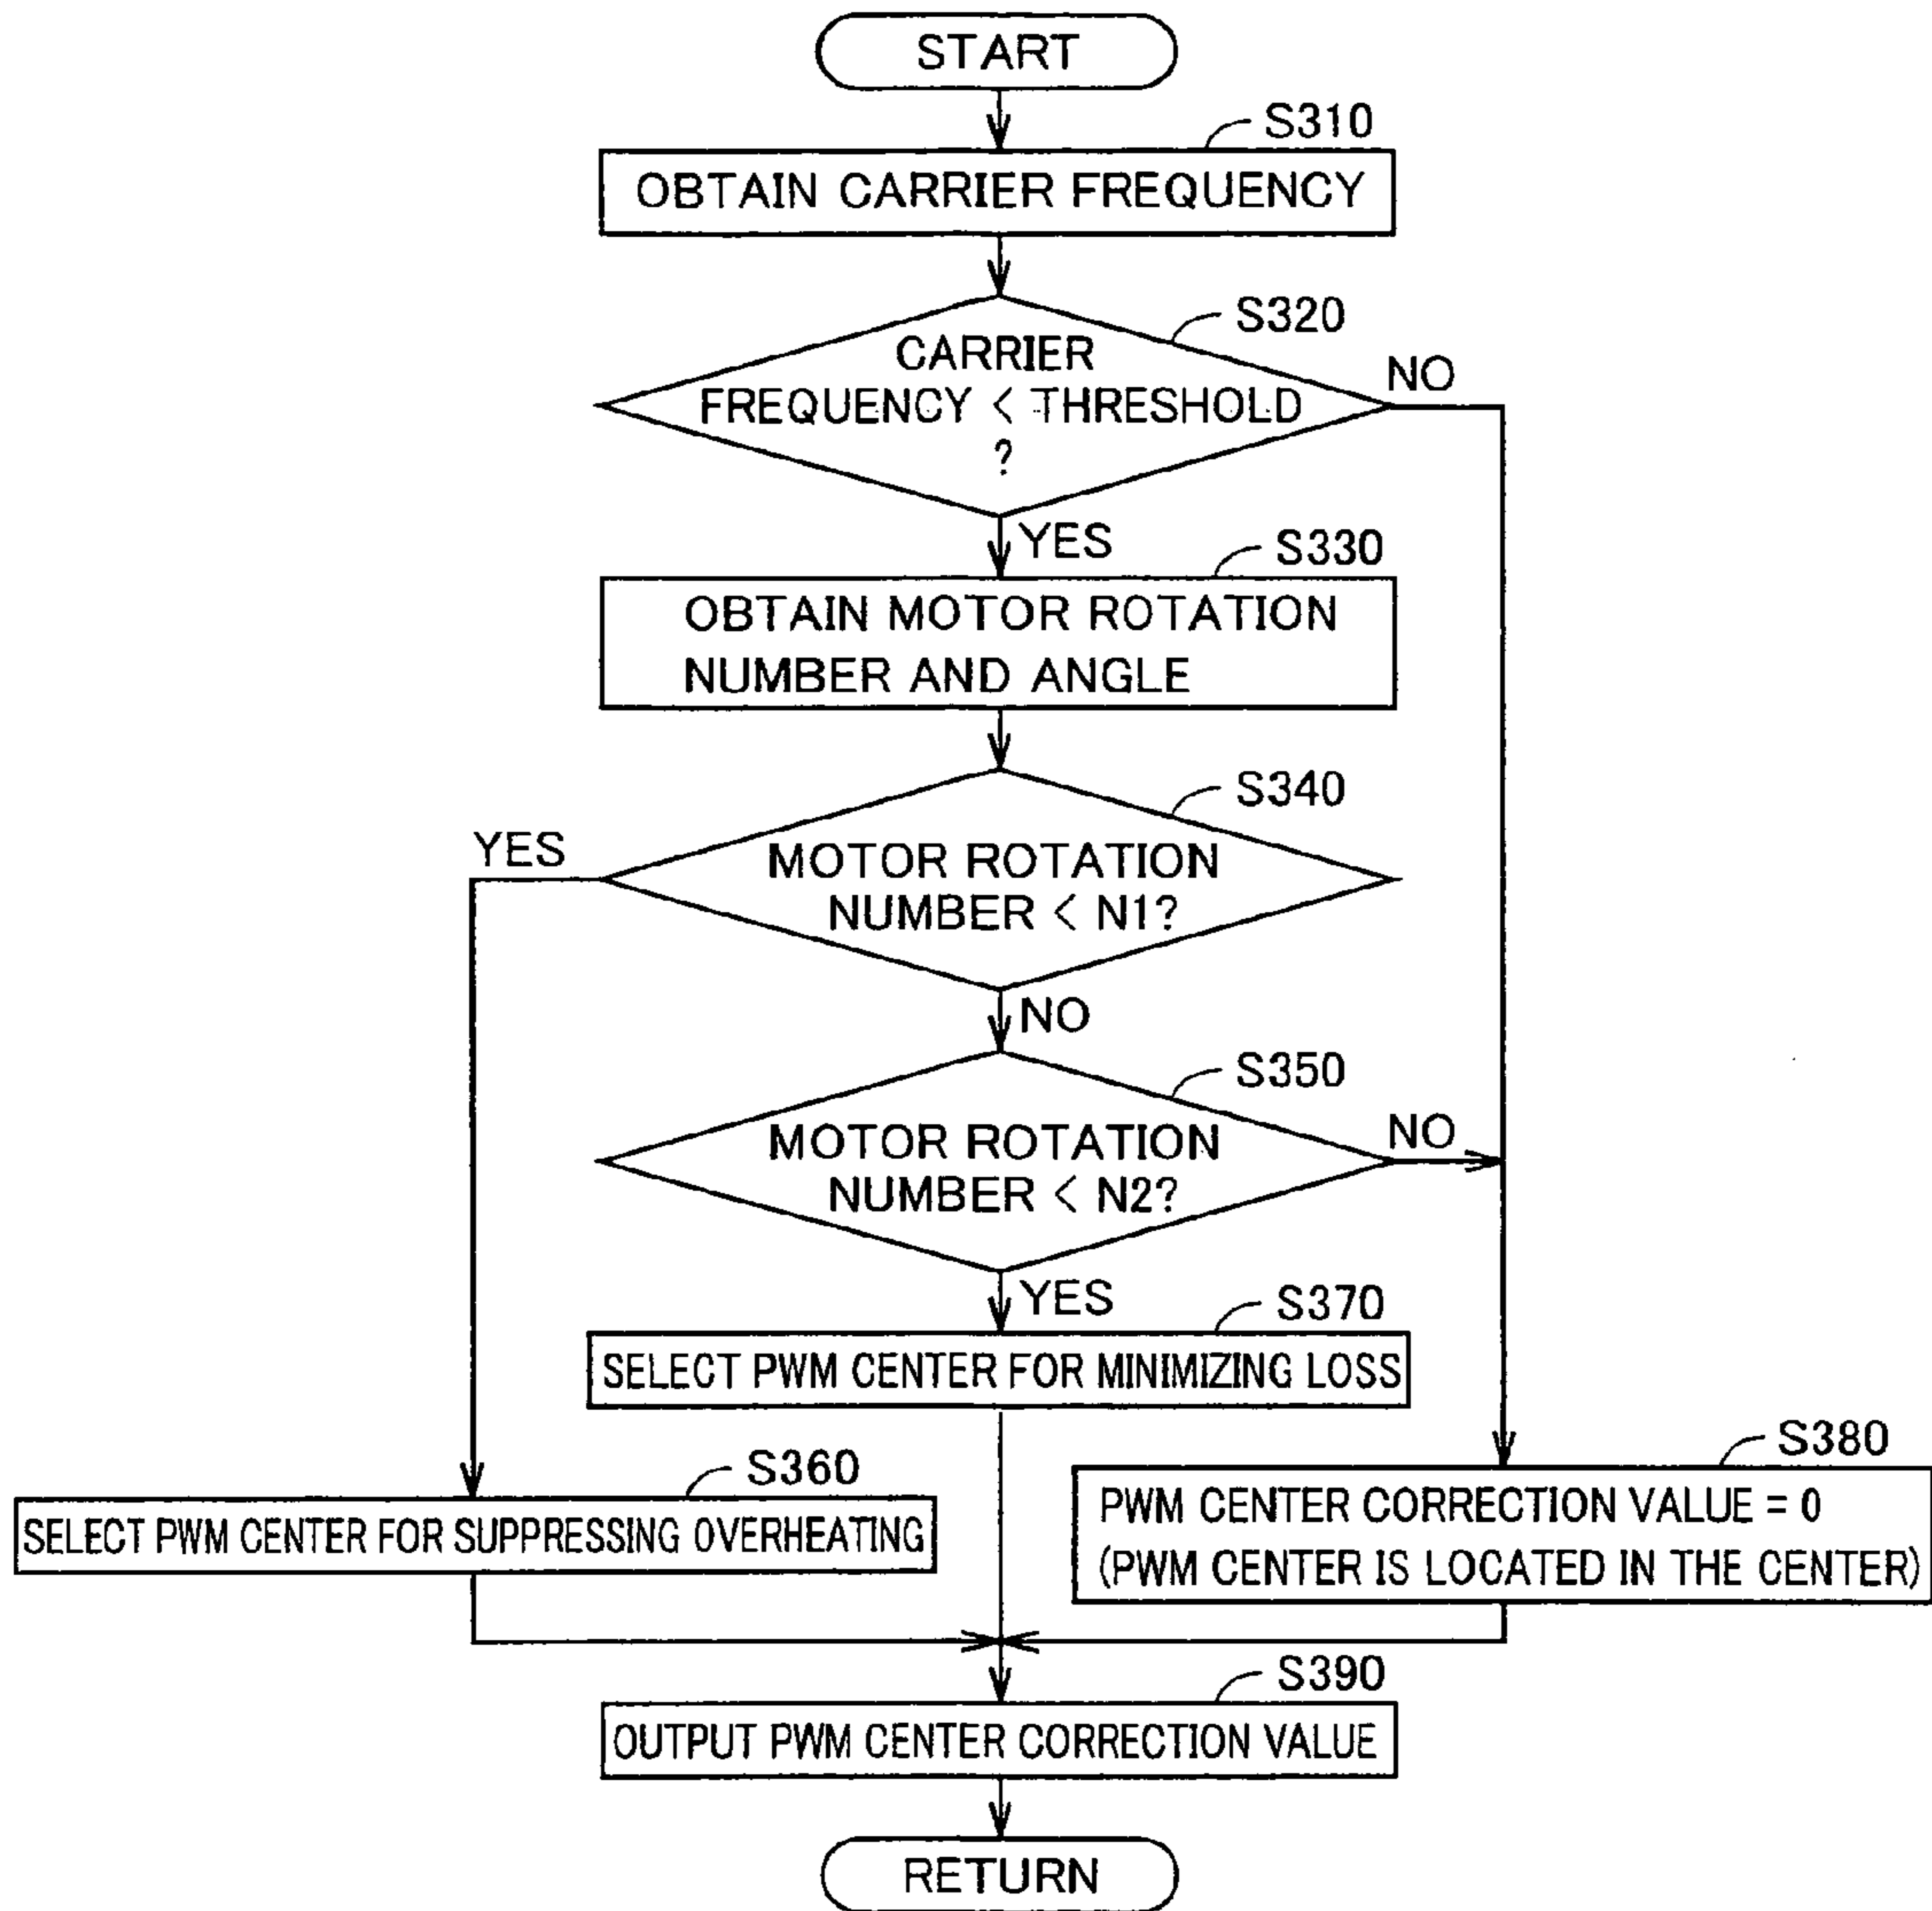 START
S310
OBTAIN CARRIER FREQUENCY
S320
CARRIER
FREQUENCY < THRESHOLD
?
NO
YES
S330
OBTAIN MOTOR ROTATION
NUMBER AND ANGLE
S340
YES
MOTOR ROTATION
NUMBER < N1?
NO
S350
MOTOR ROTATION
NUMBER < N2?
NO
YES
S370
SELECT PWM CENTER FOR MINIMIZING LOSS
S360
SELECT PWM CENTER FOR SUPPRESSING OVERHEATING
S380
PWM CENTER CORRECTION VALUE = 0
(PWM CENTER IS LOCATED IN THE CENTER)
S390
OUTPUT PWM CENTER CORRECTION VALUE
RETURN